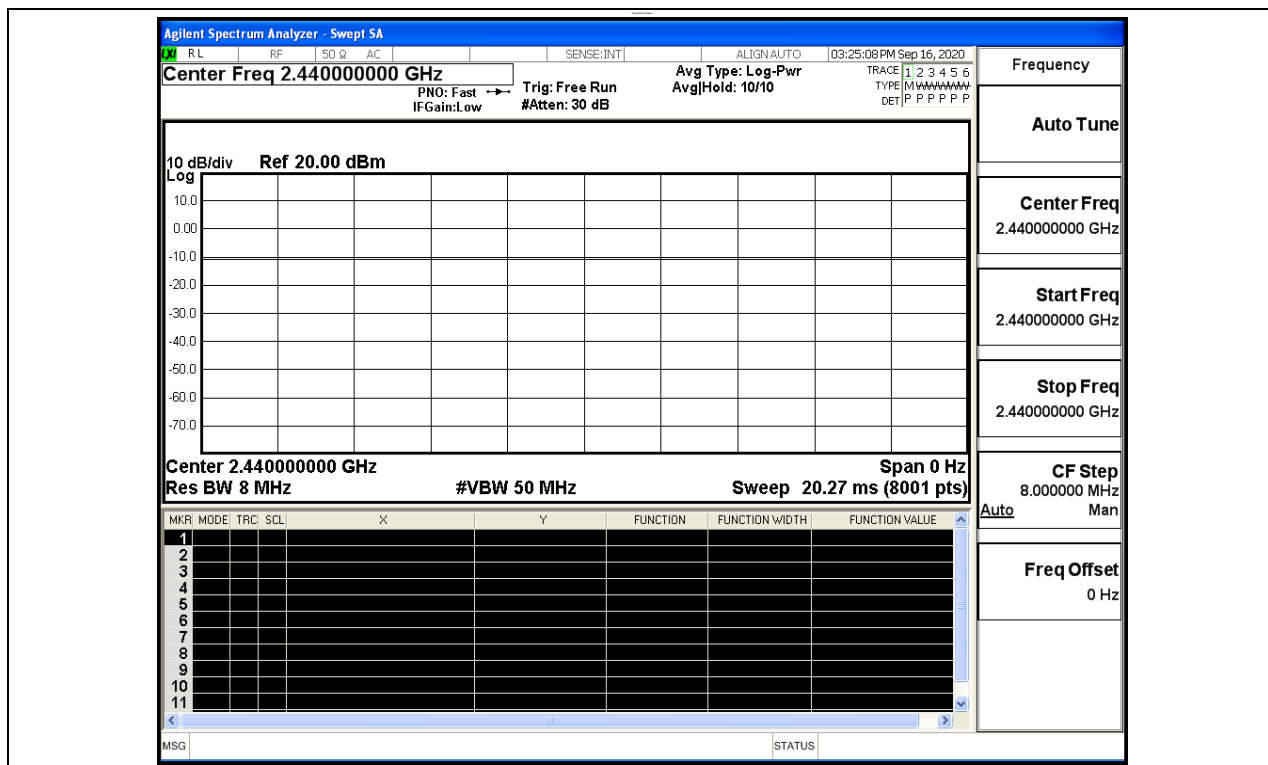 Agilent Spectrum Analyzer - Swept SA
LXI RL RF 50 Ω AC SENSE:INT ALIGN AUTO 03:25:08 PM Sep 16, 2020
Center Freq 2.440000000 GHz
PNO: Fast
IFGain:Low
Trig: Free Run
#Atten: 30 dB
Avg Type: Log-Pwr
Avg|Hold: 10/10
TRACE 1 2 3 4 5 6
TYPE M WWWWW
DET P P P P P P
10 dB/div Ref 20.00 dBm
Log
10.0
0.00
-10.0
-20.0
-30.0
-40.0
-50.0
-60.0
-70.0
Center 2.440000000 GHz Span 0 Hz
Res BW 8 MHz #VBW 50 MHz Sweep 20.27 ms (8001 pts)
MKR MODE TRC SCL X Y FUNCTION FUNCTION WIDTH FUNCTION VALUE
1
2
3
4
5
6
7
8
9
10
11
MSG STATUS
Frequency
Auto Tune
Center Freq
2.440000000 GHz
Start Freq
2.440000000 GHz
Stop Freq
2.440000000 GHz
CF Step
8.000000 MHz
Auto Man
Freq Offset
0 Hz